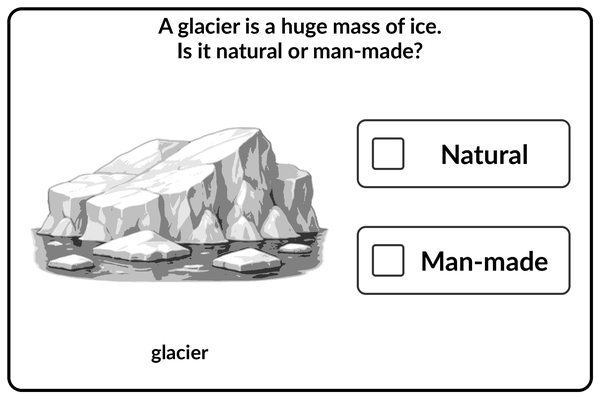 A glacier is a huge mass of ice.
Is it natural or man-made?
Natural
Man-made
glacier